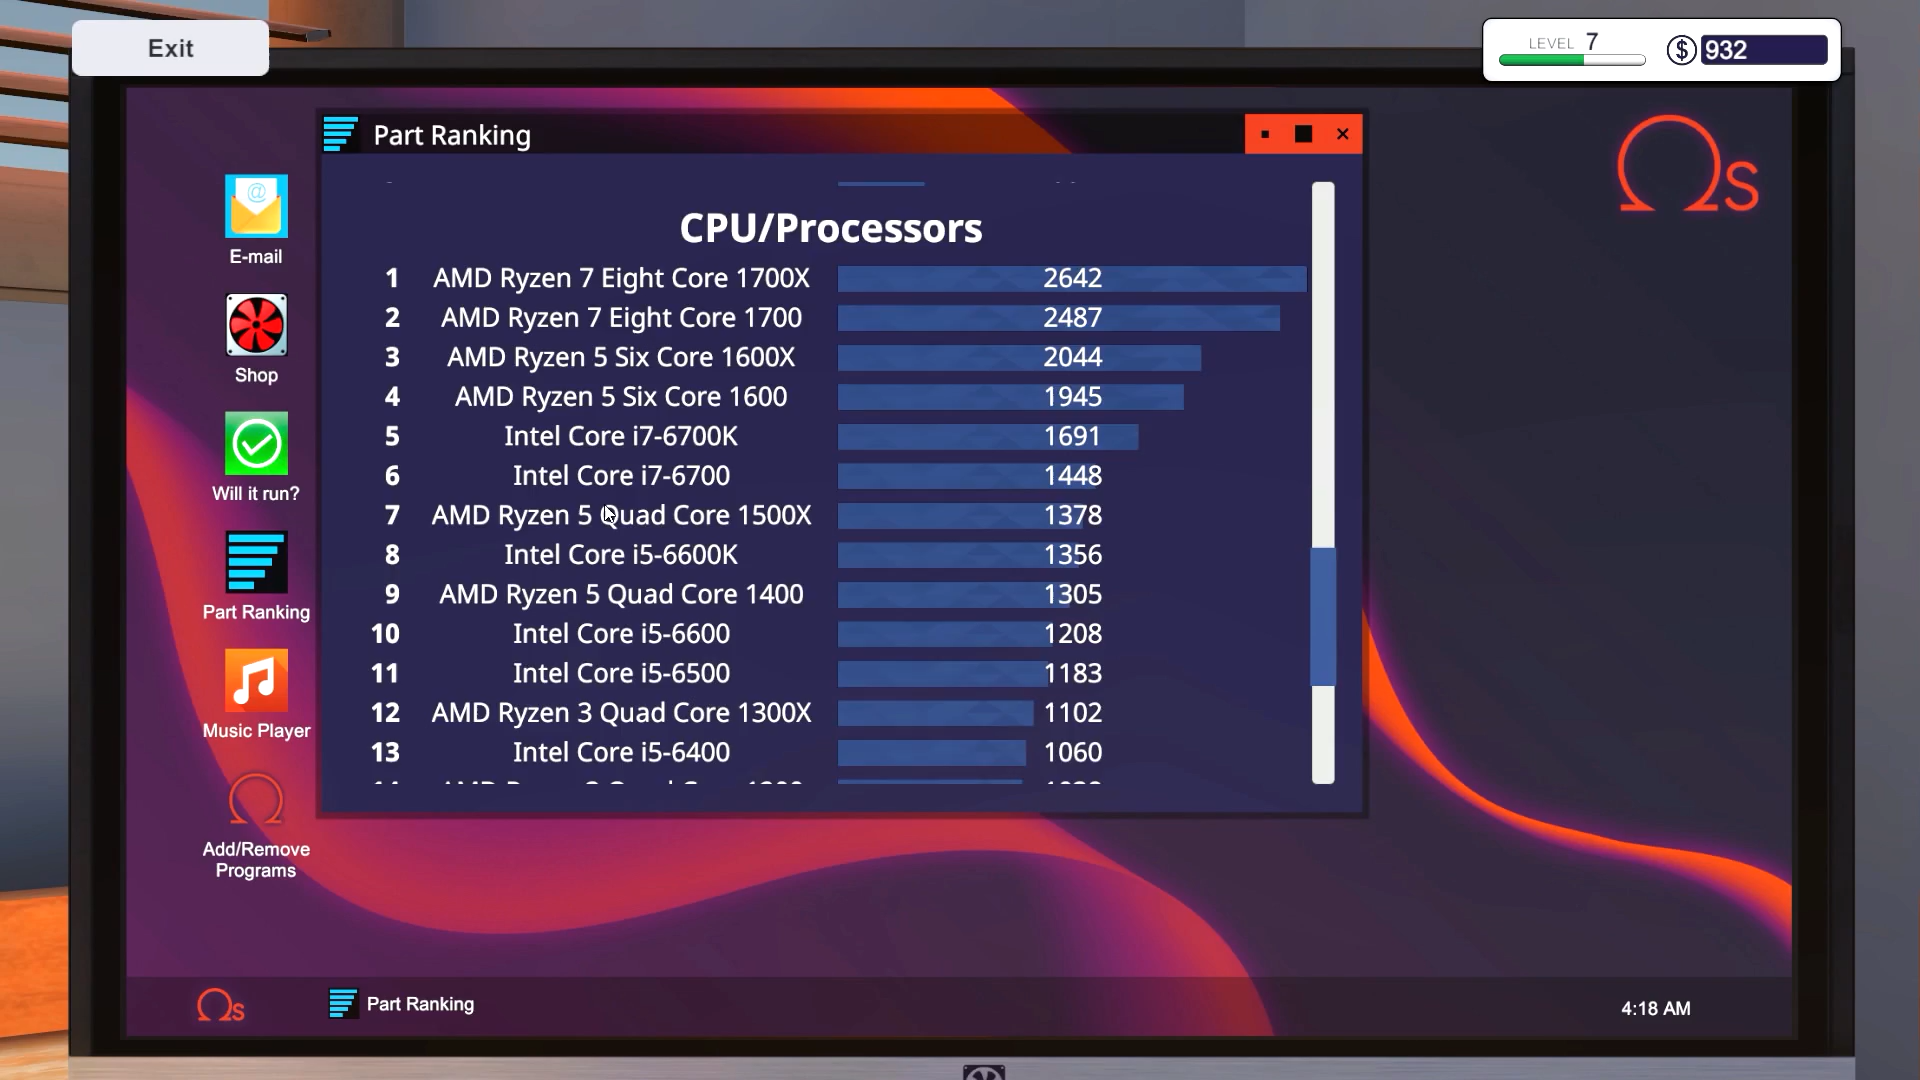 Exit
LEVEL 7
$ 932
Part Ranking
Ωs
E-mail
Shop
Will it run?
Part Ranking
Music Player
Add/Remove
Programs
CPU/Processors
1 AMD Ryzen 7 Eight Core 1700X 2642
2 AMD Ryzen 7 Eight Core 1700 2487
3 AMD Ryzen 5 Six Core 1600X 2044
4 AMD Ryzen 5 Six Core 1600 1945
5 Intel Core i7-6700K 1691
6 Intel Core i7-6700 1448
7 AMD Ryzen 5 Quad Core 1500X 1378
8 Intel Core i5-6600K 1356
9 AMD Ryzen 5 Quad Core 1400 1305
10 Intel Core i5-6600 1208
11 Intel Core i5-6500 1183
12 AMD Ryzen 3 Quad Core 1300X 1102
13 Intel Core i5-6400 1060
Ωs
Part Ranking
4:18 AM